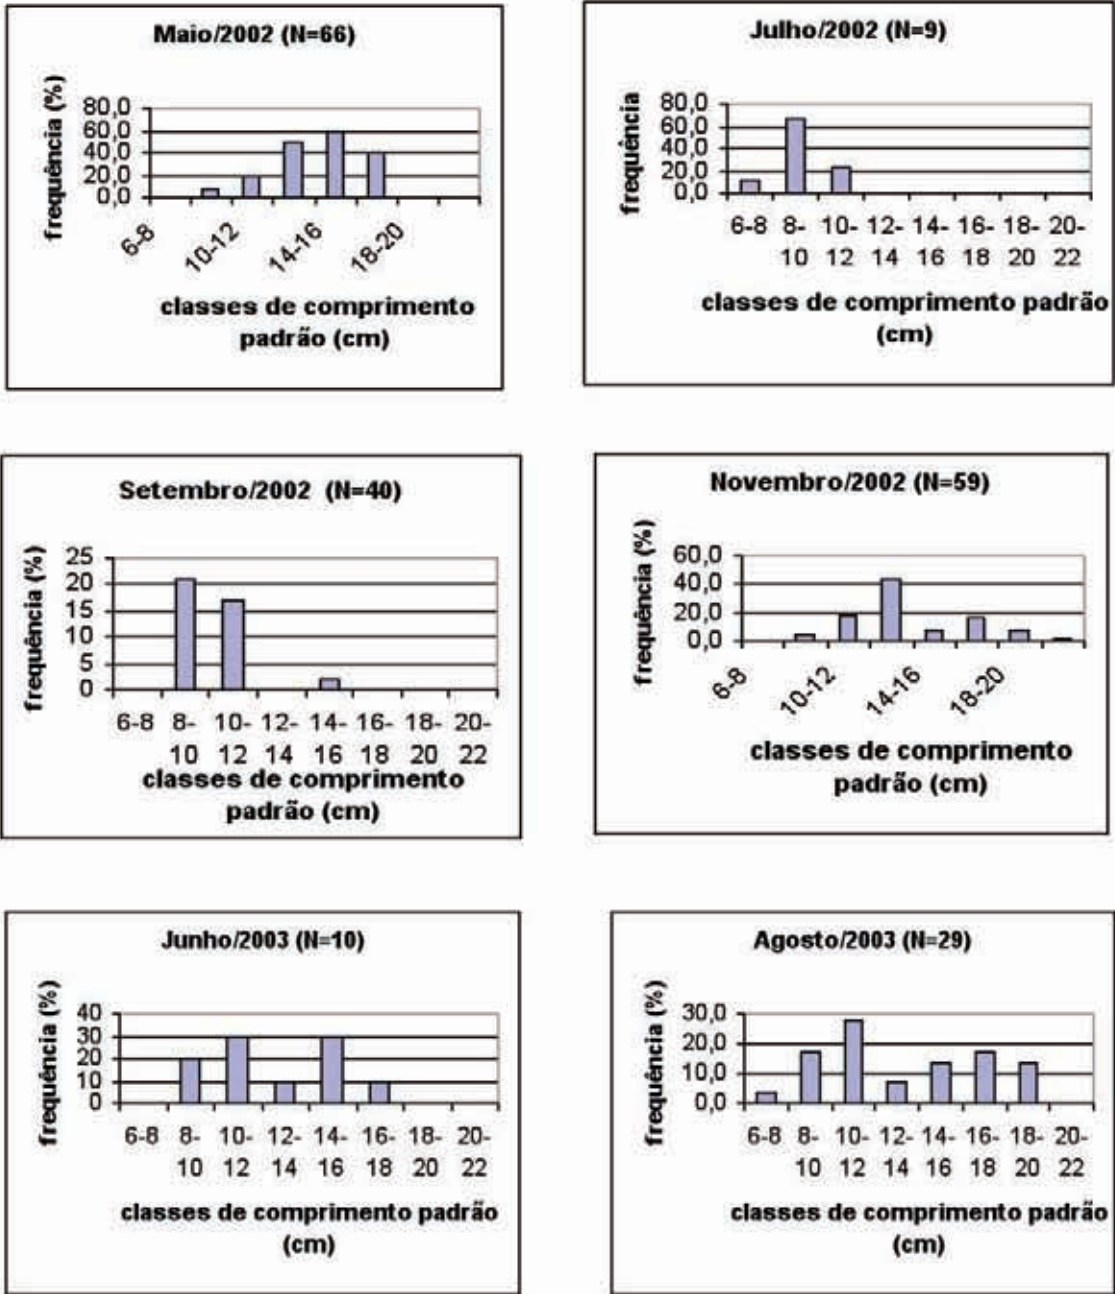 Maio/2002 (N=66)
frequência (%)
80,0
60,0
40,0
20,0
0,0
6-8
10-12
14-16
18-20
classes de comprimento
padrão (cm)
Julho/2002 (N=9)
frequência
80,0
60,0
40,0
20,0
0,0
6-8 8- 10- 12- 14- 16- 18- 20-
10 12 14 16 18 20 22
classes de comprimento padrão
(cm)
Setembro/2002 (N=40)
frequência (%)
25
20
15
10
5
0
6-8 8- 10- 12- 14- 16- 18- 20-
10 12 14 16 18 20 22
classes de comprimento
padrão (cm)
Novembro/2002 (N=59)
frequência (%)
60,0
40,0
20,0
0,0
6-8
10-12
14-16
18-20
classes de comprimento
padrão (cm)
Junho/2003 (N=10)
frequência (%)
40
30
20
10
0
6-8 8- 10- 12- 14- 16- 18- 20-
10 12 14 16 18 20 22
classes de comprimento padrão
(cm)
Agosto/2003 (N=29)
frequência (%)
30,0
20,0
10,0
0,0
6-8 8- 10- 12- 14- 16- 18- 20-
10 12 14 16 18 20 22
classes de comprimento padrão
(cm)